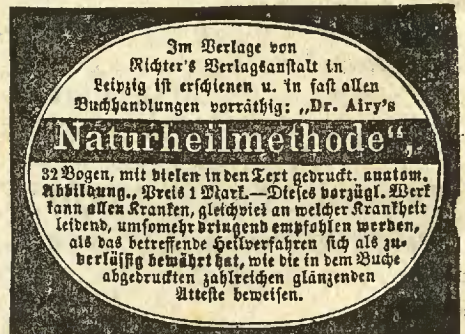 Im Verlage von
Richter's Verlagsanstalt in
Leipzig ist erschienen u. in fast allen
Buchhandlungen vorräthig: „Dr. Airy's
Naturheilmethode“,
32 Bogen, mit vielen in den Text gedruckt. anatom.
Abbildung., Preis 1 Mark.—Dieses vorzügl. Werk
kann allen Kranken, gleichviel an welcher Krankheit
leidend, umsomehr dringend empfohlen werden,
als das betreffende Heilverfahren sich als zu-
verlässig bewährt hat, wie die in dem Buche
abgedruckten zahlreichen glänzenden
Atteste beweisen.